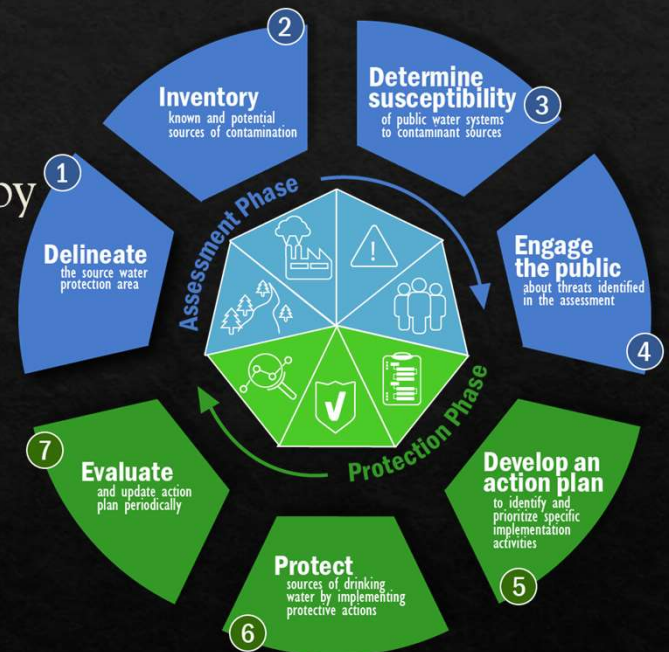 by
1
Delineate
the source water
protection area
2
Inventory
known and potential
sources of contamination
Determine
susceptibility
of public water systems
to contaminant sources
3
Engage
the public
about threats identified
in the assessment
4
Develop an
action plan
to identify and
prioritize specific
implementation
activities
5
Protect
sources of drinking
water by implementing
protective actions
6
7
Evaluate
and update action
plan periodically
Assessment Phase
Protection Phase